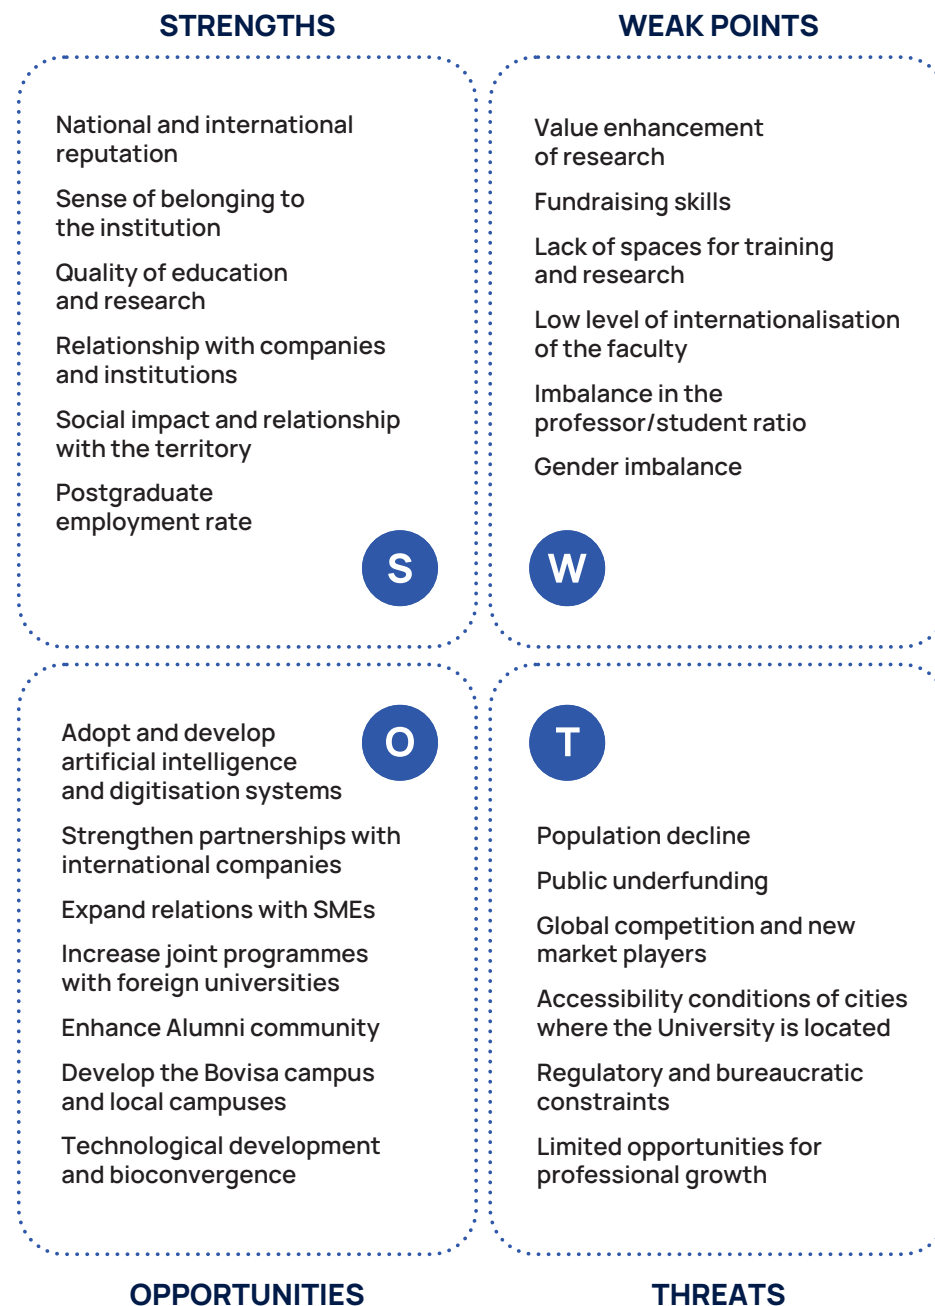 STRENGTHS
National and international
reputation
Sense of belonging to
the institution
Quality of education
and research
Relationship with companies
and institutions
Social impact and relationship
with the territory
Postgraduate
employment rate
S
WEAK POINTS
Value enhancement
of research
Fundraising skills
Lack of spaces for training
and research
Low level of internationalisation
of the faculty
Imbalance in the
professor/student ratio
Gender imbalance
W
O
Adopt and develop
artificial intelligence
and digitisation systems
Strengthen partnerships with
international companies
Expand relations with SMEs
Increase joint programmes
with foreign universities
Enhance Alumni community
Develop the Bovisa campus
and local campuses
Technological development
and bioconvergence
OPPORTUNITIES
T
Population decline
Public underfunding
Global competition and new
market players
Accessibility conditions of cities
where the University is located
Regulatory and bureaucratic
constraints
Limited opportunities for
professional growth
THREATS